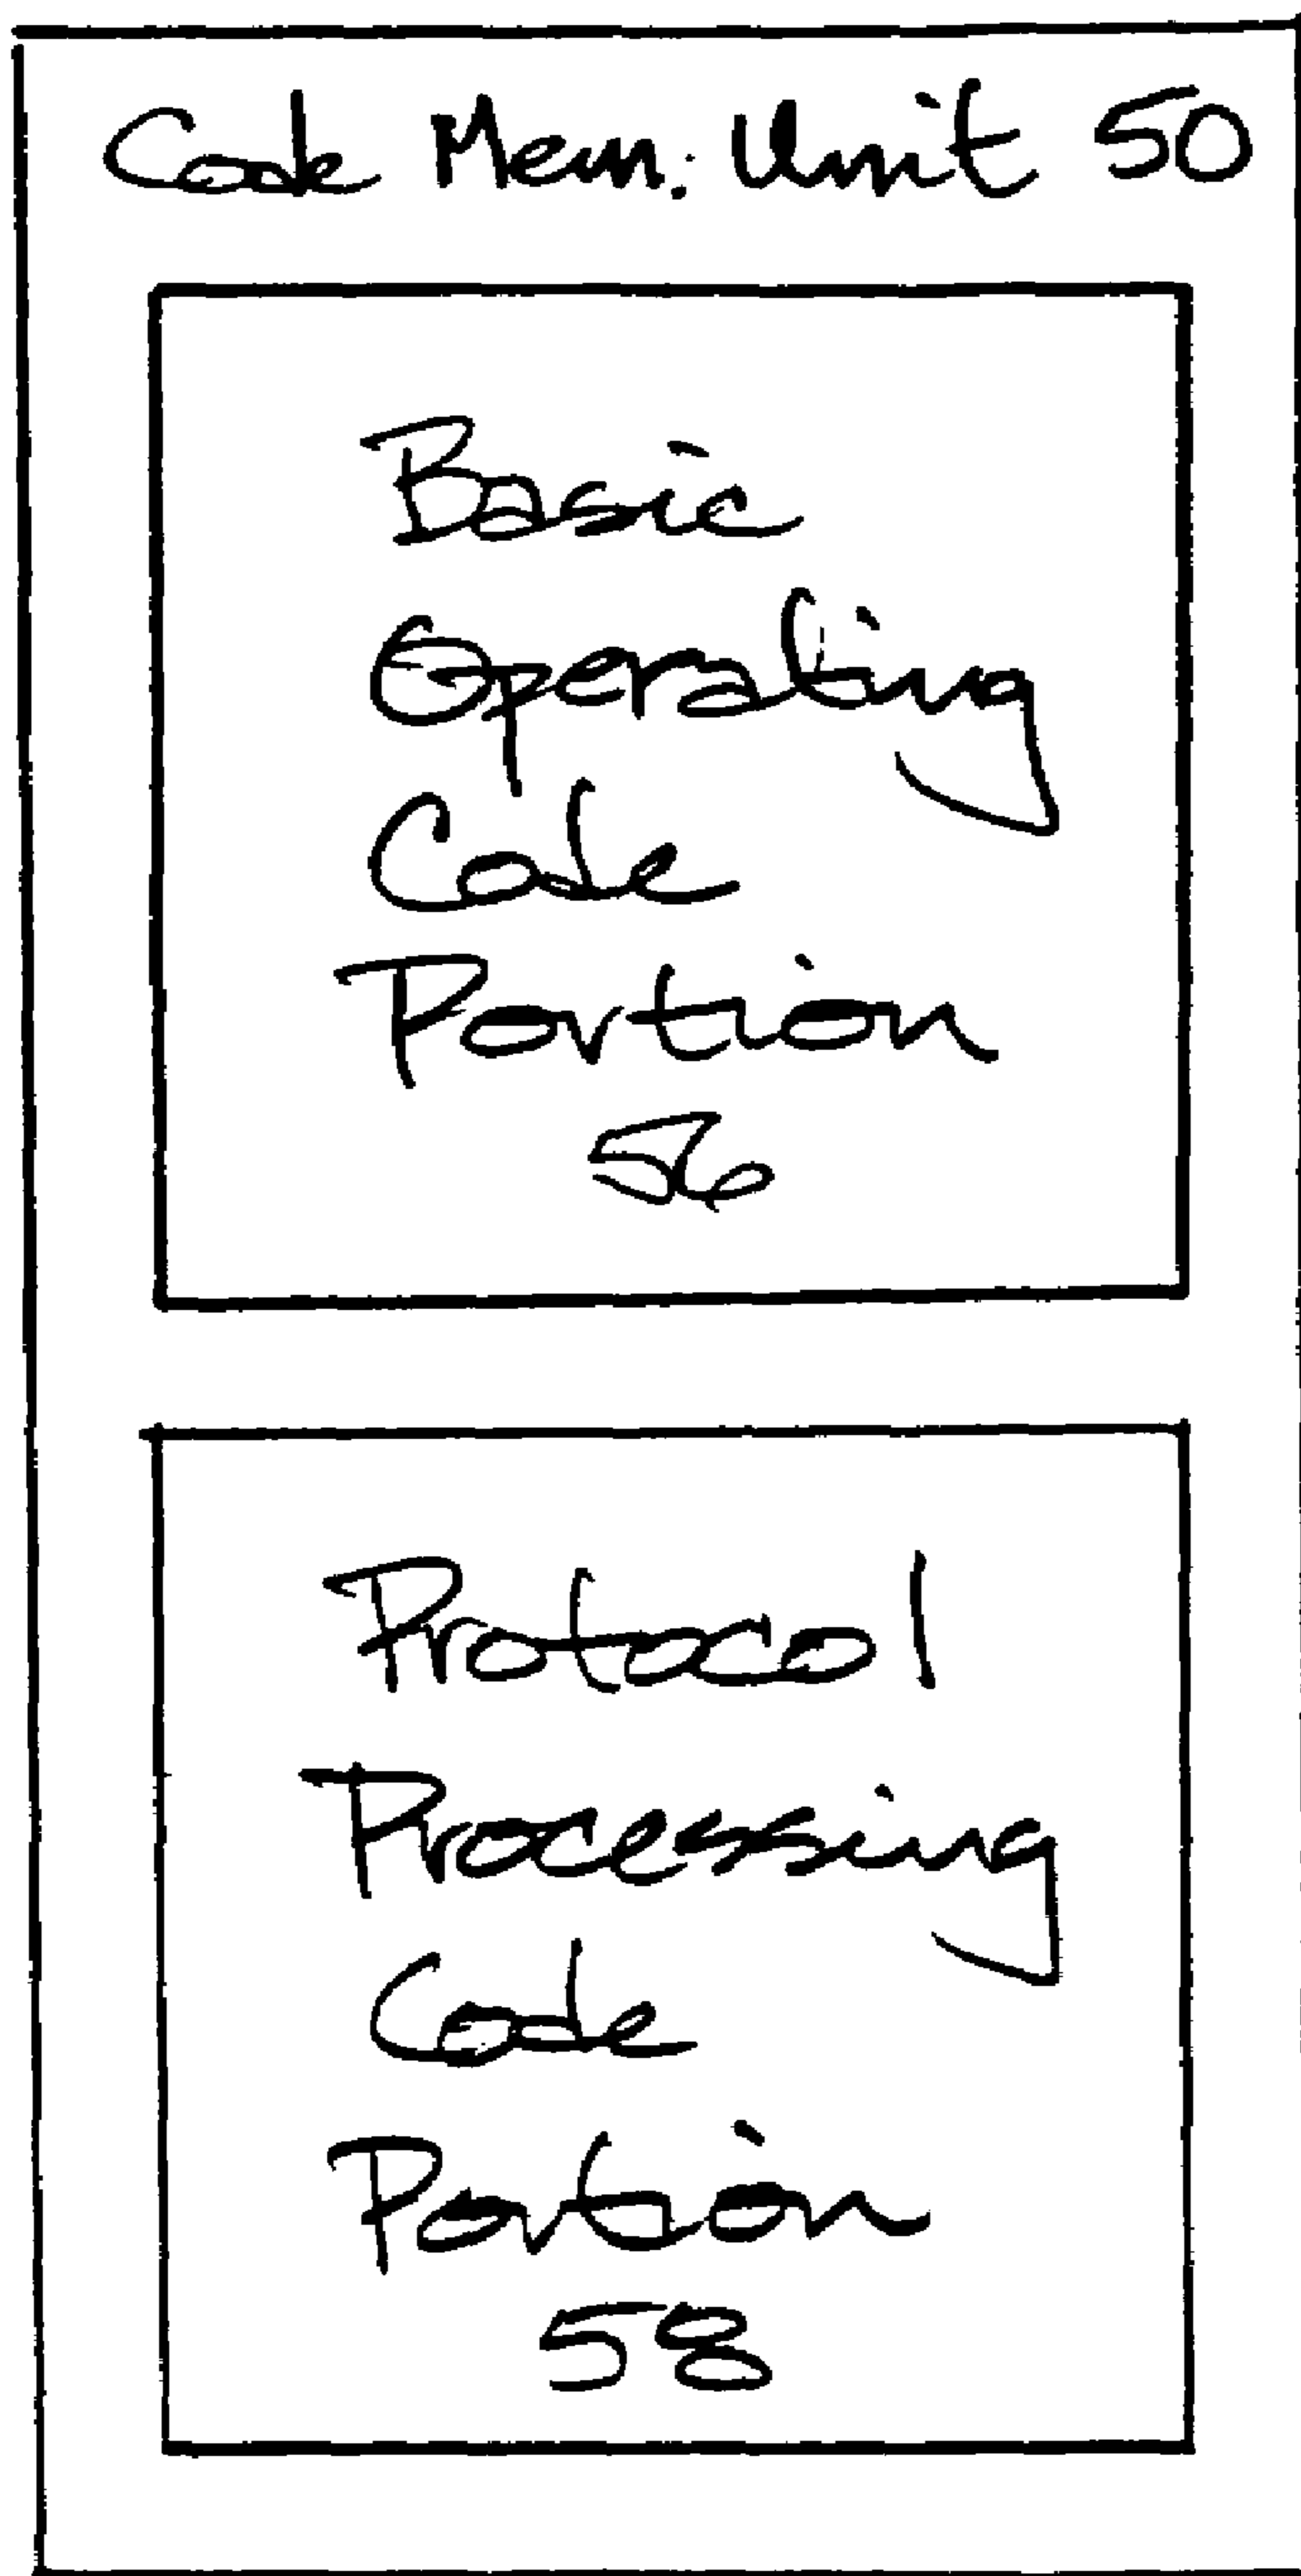 Code Mem. Unit 50
Basic
Operating
Code
Portion
56
Protocol
Processing
Code
Portion
58